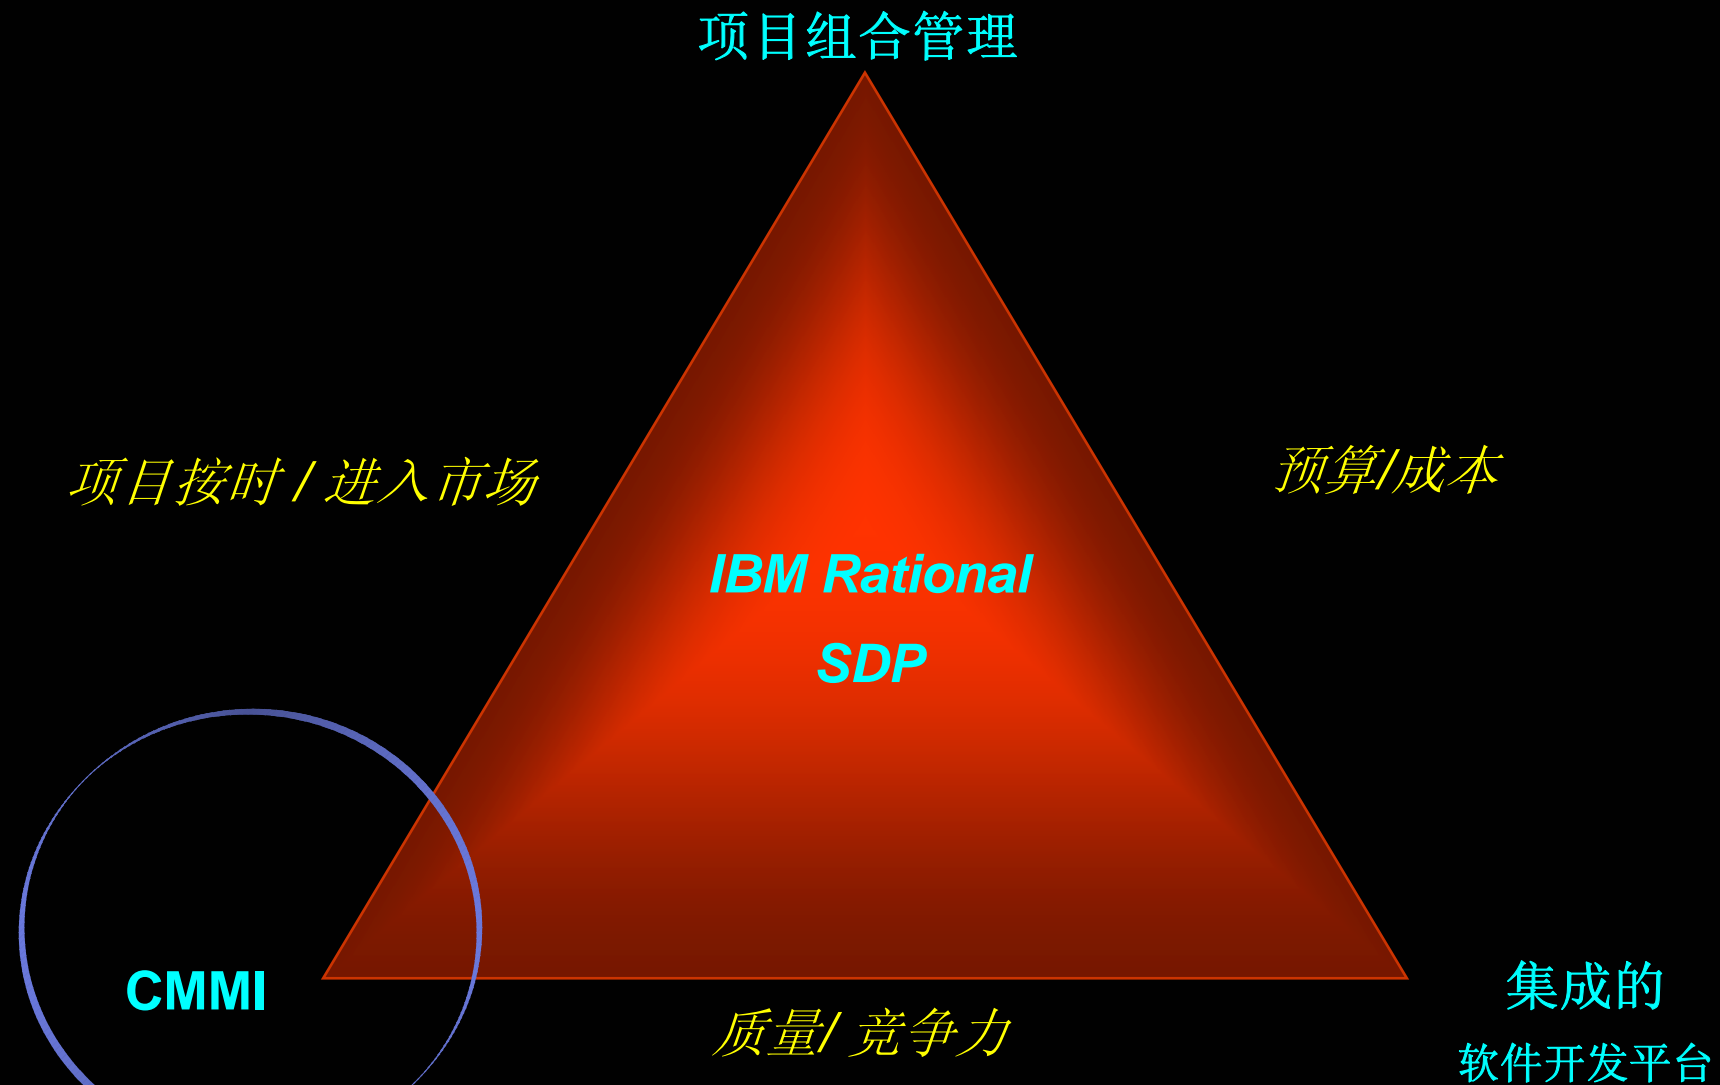 项目组合管理
项目按时 / 进入市场
预算/成本
IBM Rational
SDP
CMMI
集成的
软件开发平台
质量/ 竞争力